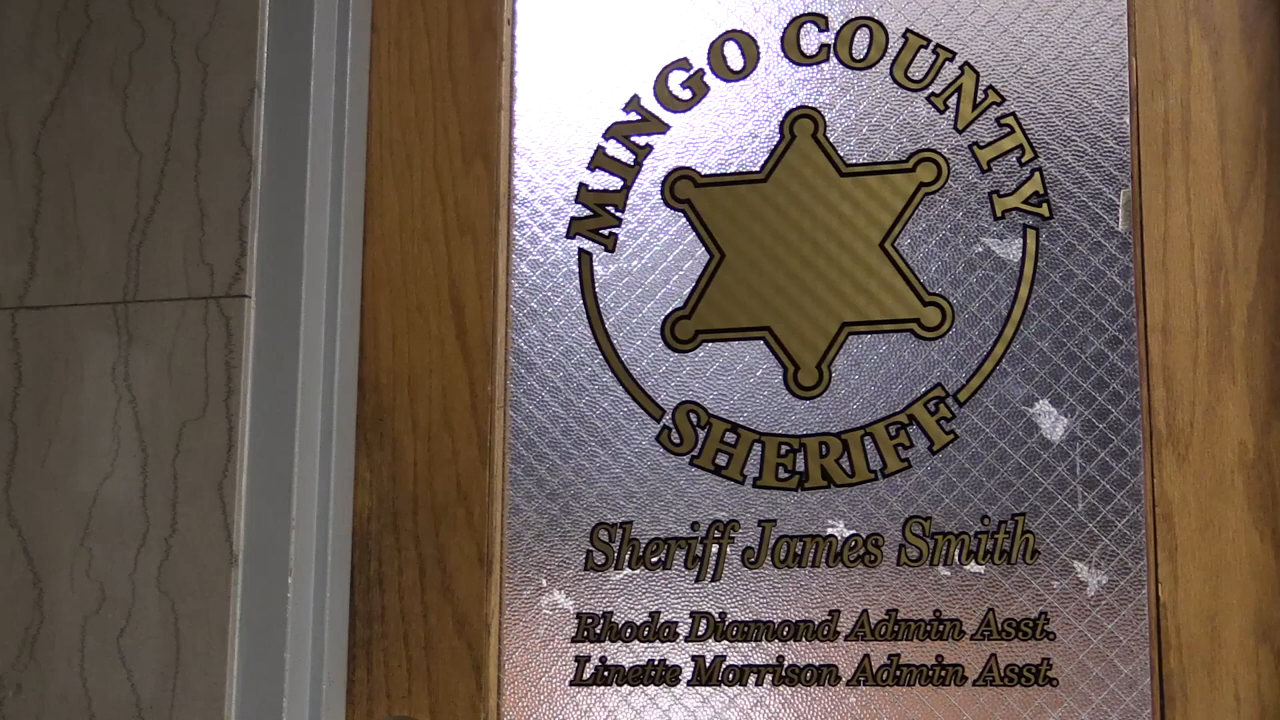 MINGO COUNTY
SHERIFF
Sheriff James Smith
Rhoda Diamond Admin Asst.
Linette Morrison Admin Asst.